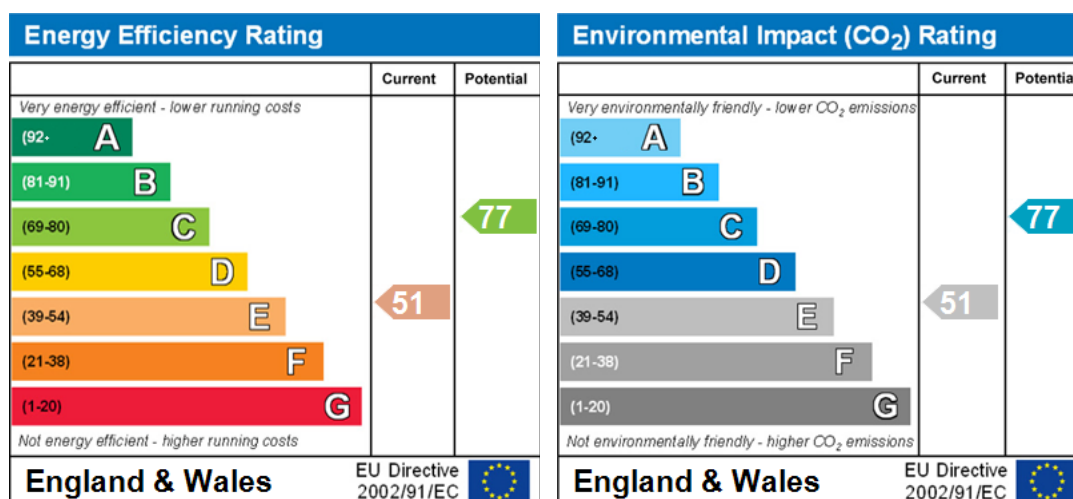 Energy Efficiency Rating
Current Potential
Very energy efficient - lower running costs
(92+ A
(81-91) B
(69-80) C
77
(55-68) D
(39-54) E
51
(21-38) F
(1-20) G
Not energy efficient - higher running costs
England & Wales
EU Directive
2002/91/EC
Environmental Impact (CO₂) Rating
Current Potentia
Very environmentally friendly - lower CO₂ emissions
(92+ A
(81-91) B
(69-80) C
77
(55-68) D
(39-54) E
51
(21-38) F
(1-20) G
Not environmentally friendly - higher CO₂ emissions
England & Wales
EU Directive
2002/91/EC